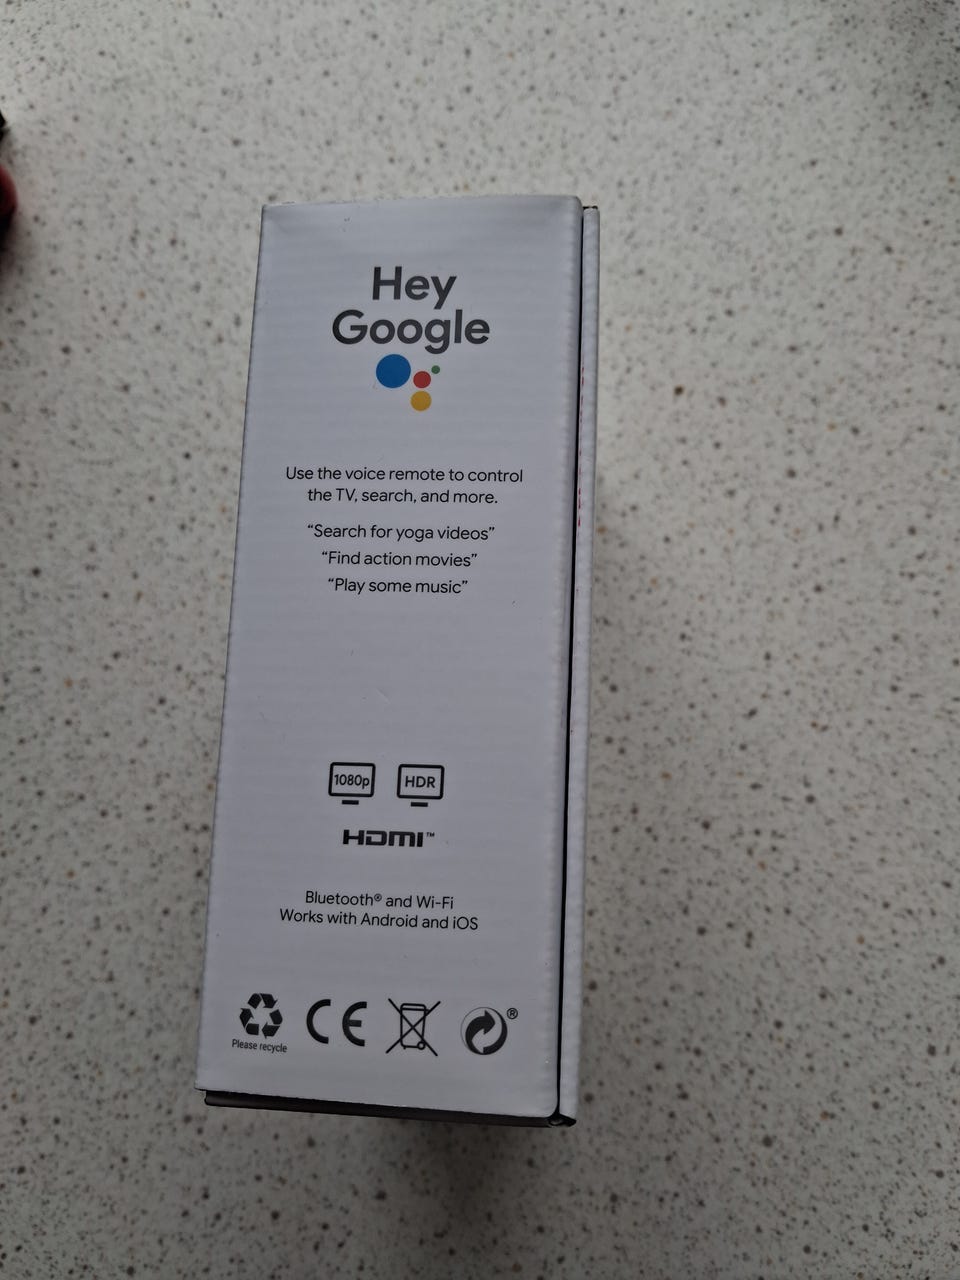 Hey
Google
Use the voice remote to control
the TV, search, and more.
“Search for yoga videos”
“Find action movies”
“Play some music”
1080p HDR
HDMI™
Bluetooth® and Wi-Fi
Works with Android and iOS
CE ®
Please recycle